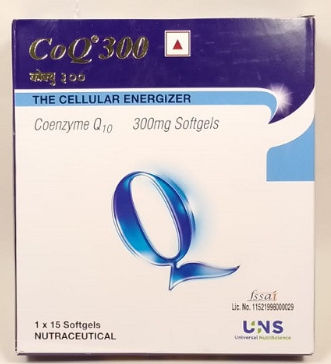 CoQ® 300
कोक्यु ३००
THE CELLULAR ENERGIZER
Coenzyme Q10 300mg Softgels
Q
fssai
Lic. No. 11521998000029
1 x 15 Softgels
NUTRACEUTICAL
UNS
Universal NutriScience